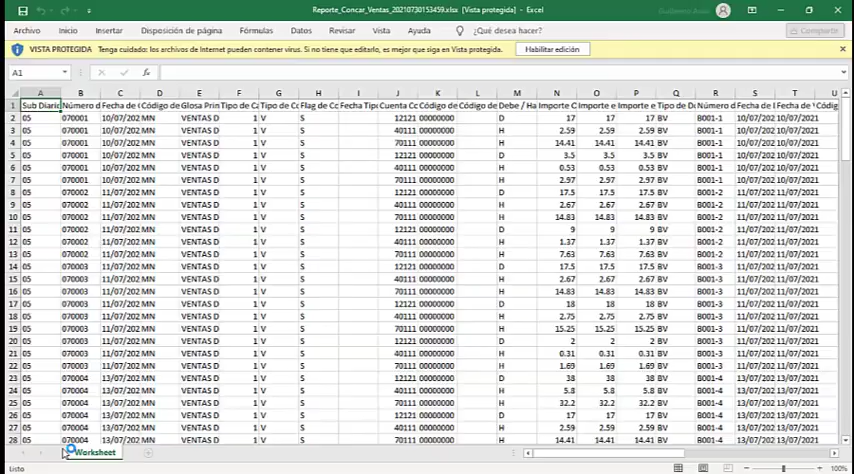 Reporte_Concar_Ventas_20210730153459.xlsx [Vista protegida] - Excel
Archivo Inicio Insertar Disposición de página Fórmulas Datos Revisar Vista Ayuda ¿Qué desea hacer? Compartir
VISTA PROTEGIDA Tenga cuidado: los archivos de Internet pueden contener virus. Si no tiene que editarlo, es mejor que siga en Vista protegida. Habilitar edición
A1 fx
A B C D E F G H I J K L M N O P Q R S T U
1 Sub Diario Número d Fecha de Código de Glosa Prin Tipo de Ca Tipo de Co Flag de Co Fecha Tipo Cuenta Co Código de Código de Debe / Ha Importe C Importe e Importe e Tipo de Do Número d Fecha de Fecha de Códig
2 05 070001 10/07/202 MN VENTAS D 1 V S 12121 00000000 D 17 17 17 BV B001-1 10/07/202 10/07/2021
3 05 070001 10/07/202 MN VENTAS D 1 V S 40111 00000000 H 2.59 2.59 2.59 BV B001-1 10/07/202 10/07/2021
4 05 070001 10/07/202 MN VENTAS D 1 V S 70111 00000000 H 14.41 14.41 14.41 BV B001-1 10/07/202 10/07/2021
5 05 070001 10/07/202 MN VENTAS D 1 V S 12121 00000000 D 3.5 3.5 3.5 BV B001-1 10/07/202 10/07/2021
6 05 070001 10/07/202 MN VENTAS D 1 V S 40111 00000000 H 0.53 0.53 0.53 BV B001-1 10/07/202 10/07/2021
7 05 070001 10/07/202 MN VENTAS D 1 V S 70111 00000000 H 2.97 2.97 2.97 BV B001-1 10/07/202 10/07/2021
8 05 070002 11/07/202 MN VENTAS D 1 V S 12121 00000000 D 17.5 17.5 17.5 BV B001-2 11/07/202 11/07/2021
9 05 070002 11/07/202 MN VENTAS D 1 V S 40111 00000000 H 2.67 2.67 2.67 BV B001-2 11/07/202 11/07/2021
10 05 070002 11/07/202 MN VENTAS D 1 V S 70111 00000000 H 14.83 14.83 14.83 BV B001-2 11/07/202 11/07/2021
11 05 070002 11/07/202 MN VENTAS D 1 V S 12121 00000000 D 9 9 9 BV B001-2 11/07/202 11/07/2021
12 05 070002 11/07/202 MN VENTAS D 1 V S 40111 00000000 H 1.37 1.37 1.37 BV B001-2 11/07/202 11/07/2021
13 05 070002 11/07/202 MN VENTAS D 1 V S 70111 00000000 H 7.63 7.63 7.63 BV B001-2 11/07/202 11/07/2021
14 05 070003 11/07/202 MN VENTAS D 1 V S 12121 00000000 D 17.5 17.5 17.5 BV B001-3 11/07/202 11/07/2021
15 05 070003 11/07/202 MN VENTAS D 1 V S 40111 00000000 H 2.67 2.67 2.67 BV B001-3 11/07/202 11/07/2021
16 05 070003 11/07/202 MN VENTAS D 1 V S 70111 00000000 H 14.83 14.83 14.83 BV B001-3 11/07/202 11/07/2021
17 05 070003 11/07/202 MN VENTAS D 1 V S 12121 00000000 D 18 18 18 BV B001-3 11/07/202 11/07/2021
18 05 070003 11/07/202 MN VENTAS D 1 V S 40111 00000000 H 2.75 2.75 2.75 BV B001-3 11/07/202 11/07/2021
19 05 070003 11/07/202 MN VENTAS D 1 V S 70111 00000000 H 15.25 15.25 15.25 BV B001-3 11/07/202 11/07/2021
20 05 070003 11/07/202 MN VENTAS D 1 V S 12121 00000000 D 2 2 2 BV B001-3 11/07/202 11/07/2021
21 05 070003 11/07/202 MN VENTAS D 1 V S 40111 00000000 H 0.31 0.31 0.31 BV B001-3 11/07/202 11/07/2021
22 05 070003 11/07/202 MN VENTAS D 1 V S 70111 00000000 H 1.69 1.69 1.69 BV B001-3 11/07/202 11/07/2021
23 05 070004 13/07/202 MN VENTAS D 1 V S 12121 00000000 D 38 38 38 BV B001-4 13/07/202 13/07/2021
24 05 070004 13/07/202 MN VENTAS D 1 V S 40111 00000000 H 5.8 5.8 5.8 BV B001-4 13/07/202 13/07/2021
25 05 070004 13/07/202 MN VENTAS D 1 V S 70111 00000000 H 32.2 32.2 32.2 BV B001-4 13/07/202 13/07/2021
26 05 070004 13/07/202 MN VENTAS D 1 V S 12121 00000000 D 17 17 17 BV B001-4 13/07/202 13/07/2021
27 05 070004 13/07/202 MN VENTAS D 1 V S 40111 00000000 H 2.59 2.59 2.59 BV B001-4 13/07/202 13/07/2021
28 05 070004 13/07/202 MN VENTAS D 1 V S 70111 00000000 H 14.41 14.41 14.41 BV B001-4 13/07/202 13/07/2021
Worksheet
Listo 100%